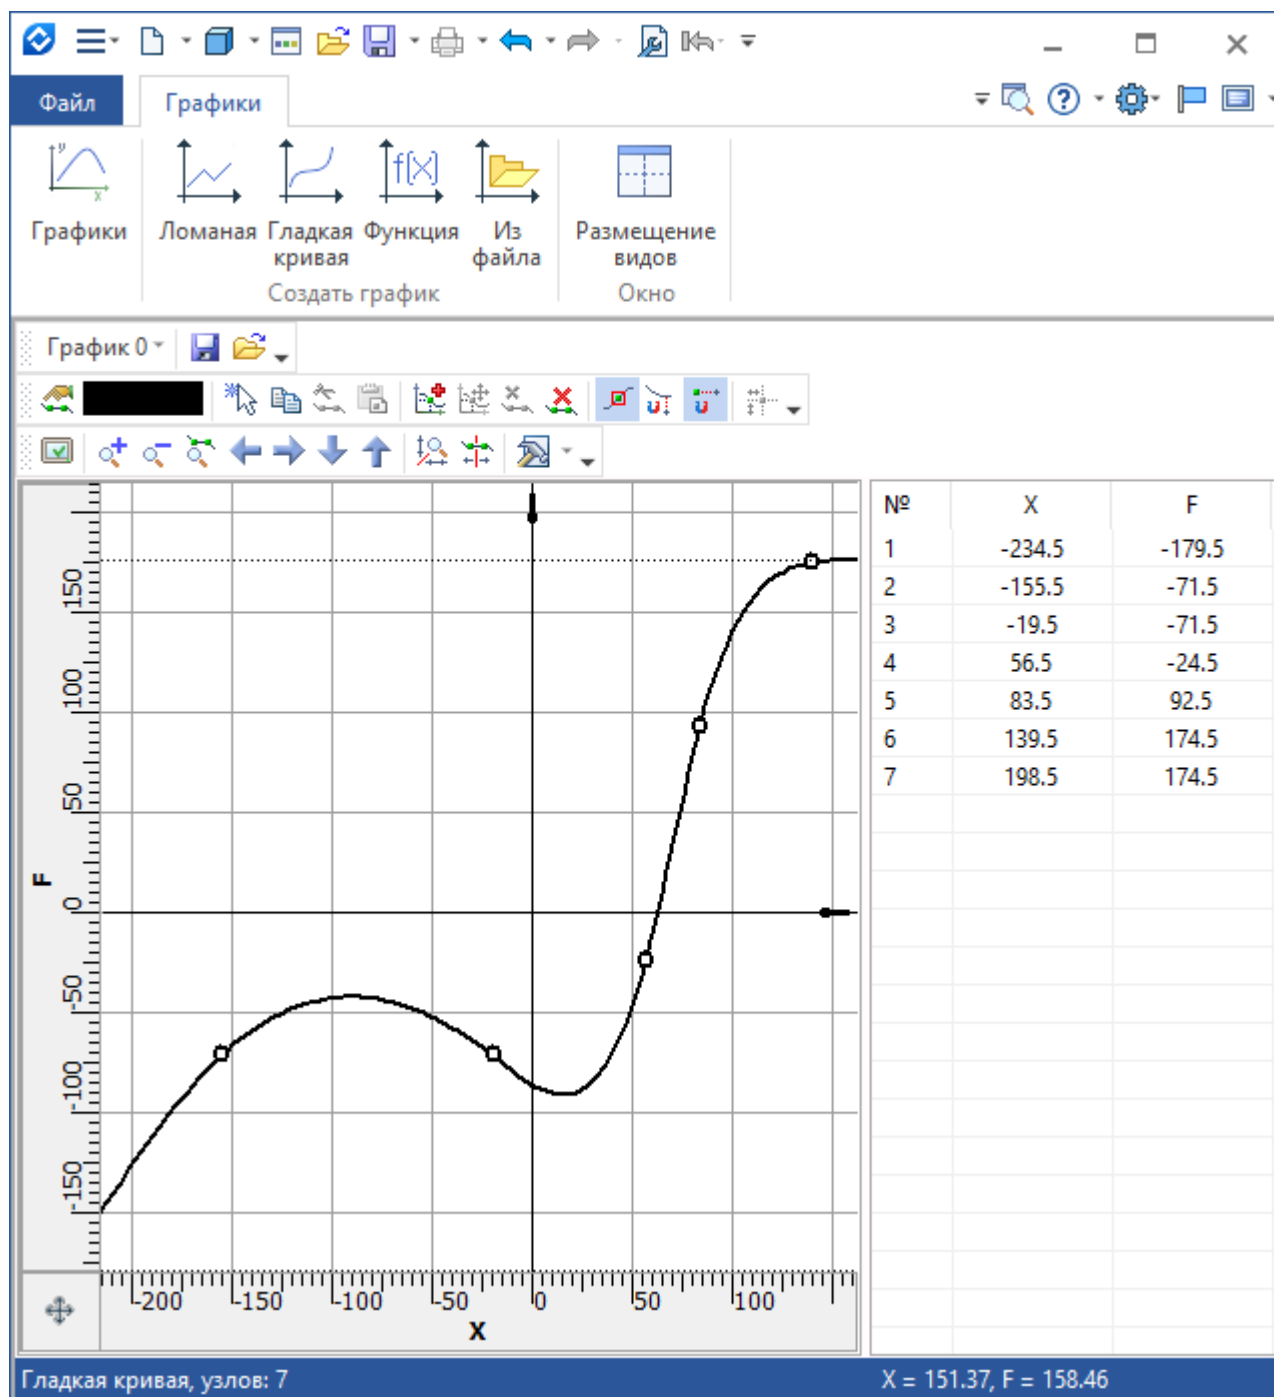 Файл
Графики
Графики
Ломаная
Гладкая кривая
Функция
Из файла
Размещение видов
Создать график
Окно
График 0
№ X F
1 -234.5 -179.5
2 -155.5 -71.5
3 -19.5 -71.5
4 56.5 -24.5
5 83.5 92.5
6 139.5 174.5
7 198.5 174.5
150
100
50
0
-50
-100
-150
F
-200 -150 -100 -50 0 50 100
X
Гладкая кривая, узлов: 7
X = 151.37, F = 158.46